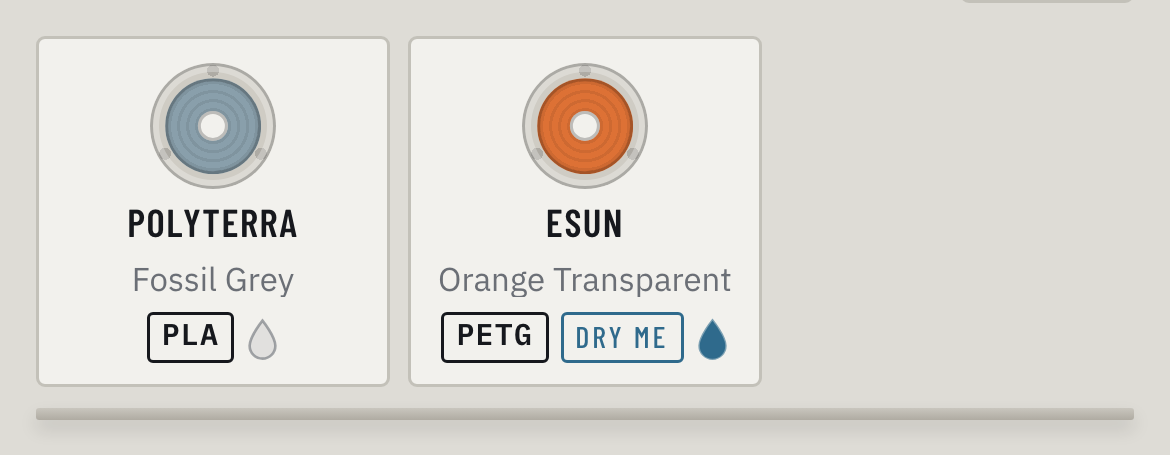 POLYTERRA
Fossil Grey
PLA
ESUN
Orange Transparent
PETG DRY ME